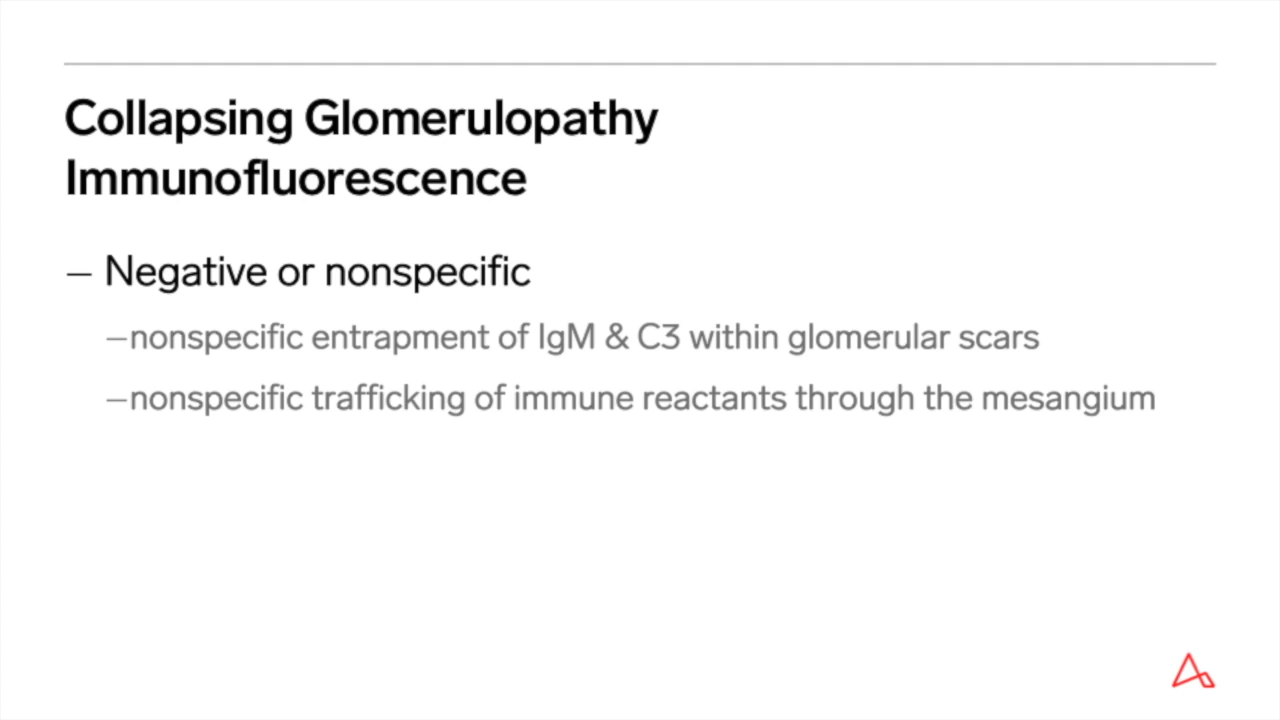 Collapsing Glomerulopathy
Immunofluorescence
– Negative or nonspecific
–nonspecific entrapment of IgM & C3 within glomerular scars
–nonspecific trafficking of immune reactants through the mesangium